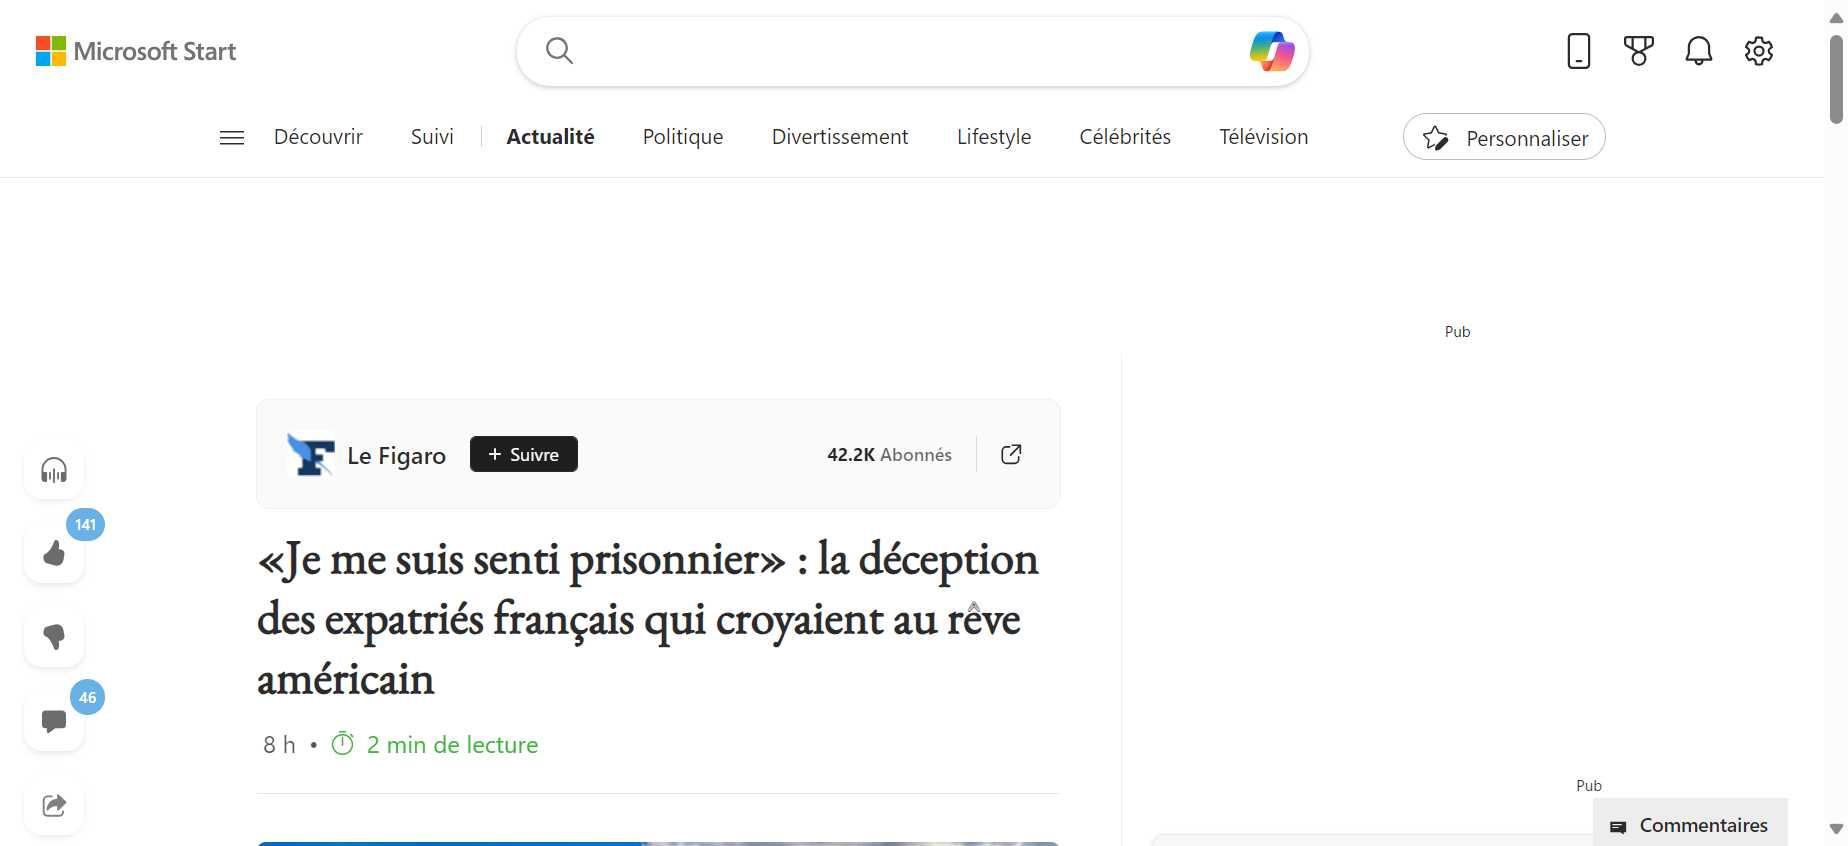 Microsoft Start
Découvrir Suivi Actualité Politique Divertissement Lifestyle Célébrités Télévision Personnaliser
Pub
Le Figaro + Suivre 42.2K Abonnés
141
«Je me suis senti prisonnier» : la déception
des expatriés français qui croyaient au rêve
américain
46
8 h • 2 min de lecture
Pub
Commentaires